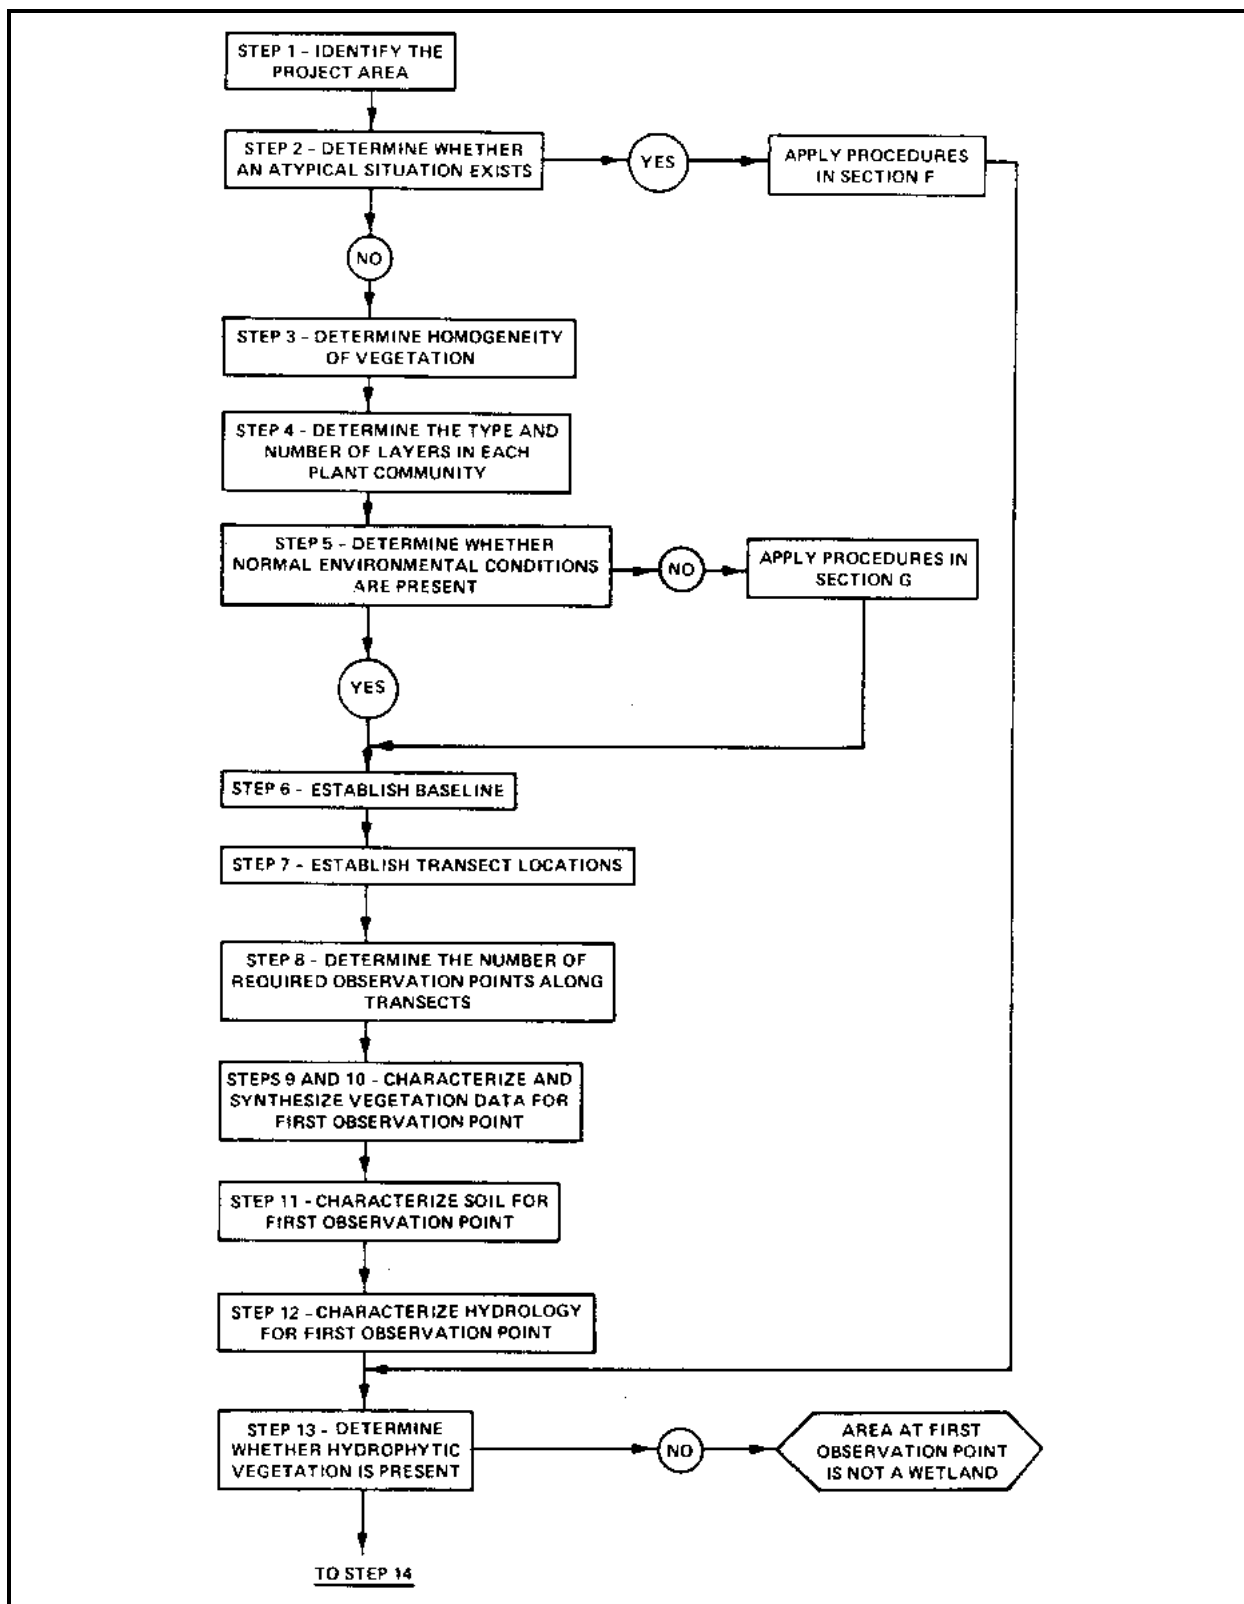 STEP 1 - IDENTIFY THE
PROJECT AREA
STEP 2 - DETERMINE WHETHER
AN ATYPICAL SITUATION EXISTS
YES
APPLY PROCEDURES
IN SECTION F
NO
STEP 3 - DETERMINE HOMOGENEITY
OF VEGETATION
STEP 4 - DETERMINE THE TYPE AND
NUMBER OF LAYERS IN EACH
PLANT COMMUNITY
STEP 5 - DETERMINE WHETHER
NORMAL ENVIRONMENTAL CONDITIONS
ARE PRESENT
NO
APPLY PROCEDURES IN
SECTION G
YES
STEP 6 - ESTABLISH BASELINE
STEP 7 - ESTABLISH TRANSECT LOCATIONS
STEP 8 - DETERMINE THE NUMBER OF
REQUIRED OBSERVATION POINTS ALONG
TRANSECTS
STEPS 9 AND 10 - CHARACTERIZE AND
SYNTHESIZE VEGETATION DATA FOR
FIRST OBSERVATION POINT
STEP 11 - CHARACTERIZE SOIL FOR
FIRST OBSERVATION POINT
STEP 12 - CHARACTERIZE HYDROLOGY
FOR FIRST OBSERVATION POINT
STEP 13 - DETERMINE
WHETHER HYDROPHYTIC
VEGETATION IS PRESENT
NO
AREA AT FIRST
OBSERVATION POINT
IS NOT A WETLAND
TO STEP 14